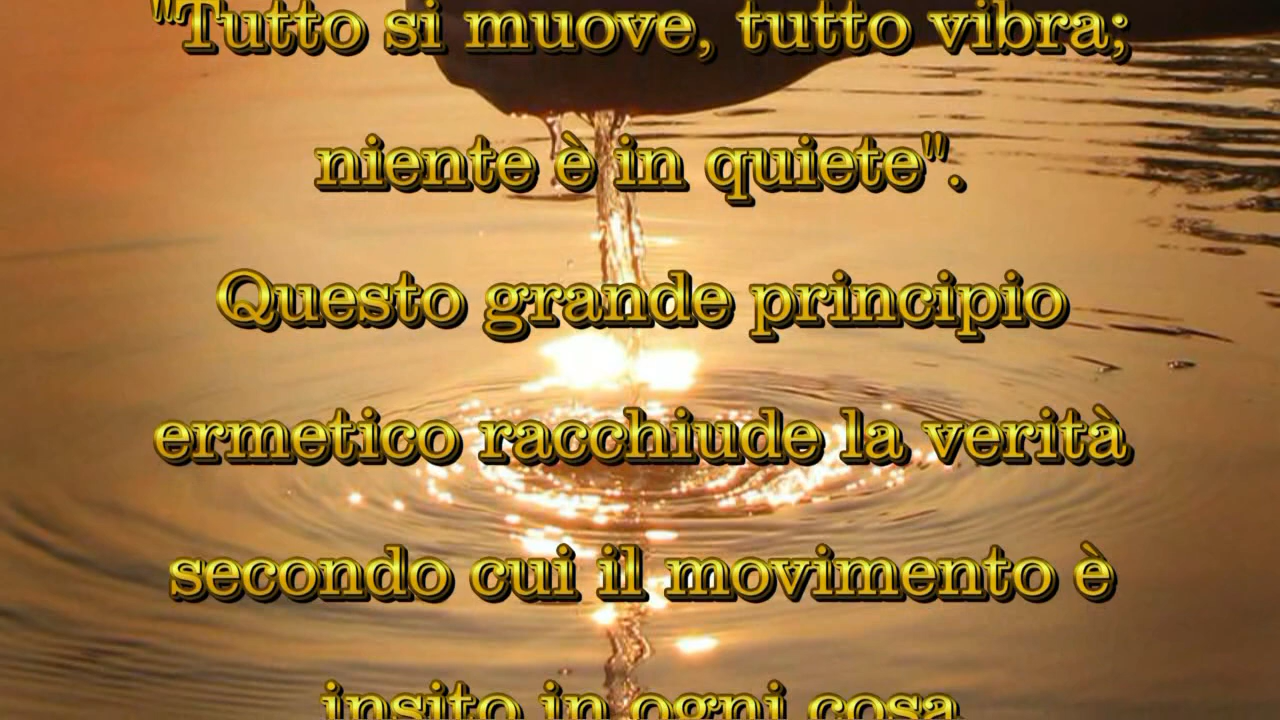 "Tutto si muove, tutto vibra;
niente è in quiete".
Questo grande principio
ermetico racchiude la verità
secondo cui il movimento è
insito in ogni cosa